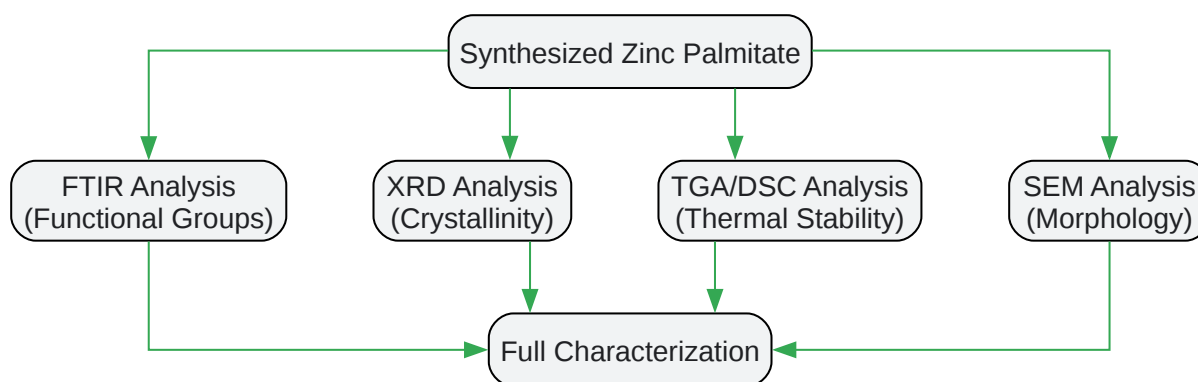 Synthesized Zinc Palmitate
FTIR Analysis
(Functional Groups)
XRD Analysis
(Crystallinity)
TGA/DSC Analysis
(Thermal Stability)
SEM Analysis
(Morphology)
Full Characterization